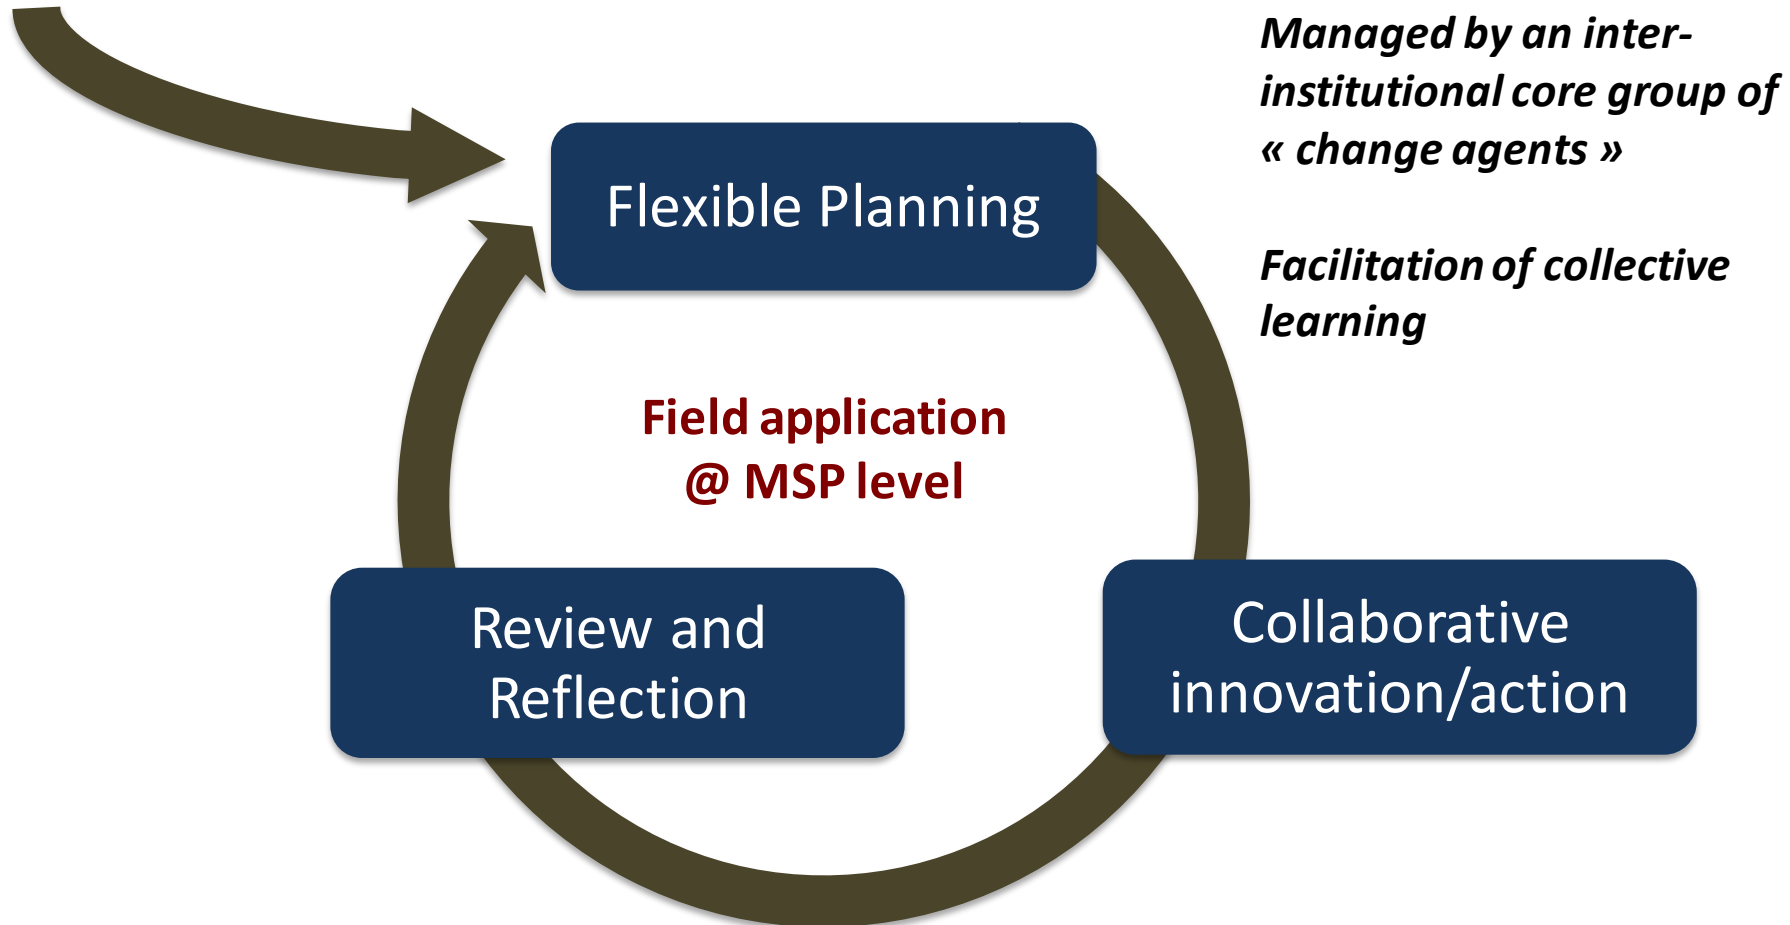 Managed by an inter-
institutional core group of
« change agents »
Facilitation of collective
learning
Flexible Planning
Field application
@ MSP level
Review and
Reflection
Collaborative
innovation/action